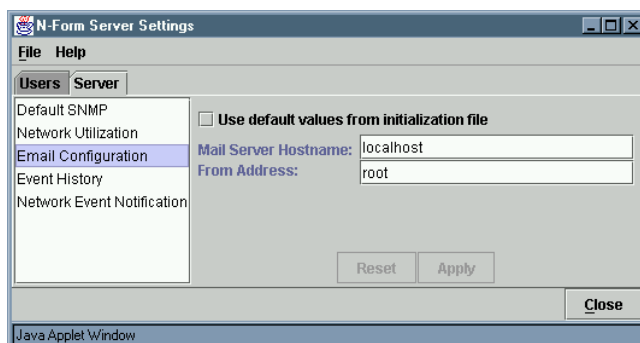 N-Form Server Settings
File Help
Users Server
Default SNMP
Network Utilization
Email Configuration
Event History
Network Event Notification
Use default values from initialization file
Mail Server Hostname: localhost
From Address: root
Reset Apply
Close
Java Applet Window